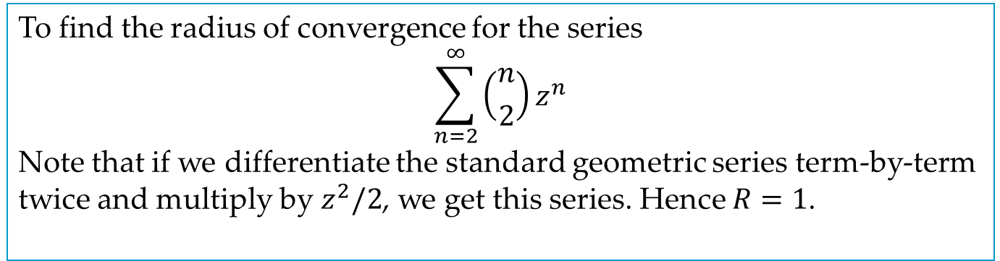 To find the radius of convergence for the series
$$\sum_{n=2}^{\infty} \binom{n}{2} z^n$$
Note that if we differentiate the standard geometric series term-by-term
twice and multiply by $z^2/2$, we get this series. Hence $R = 1$.